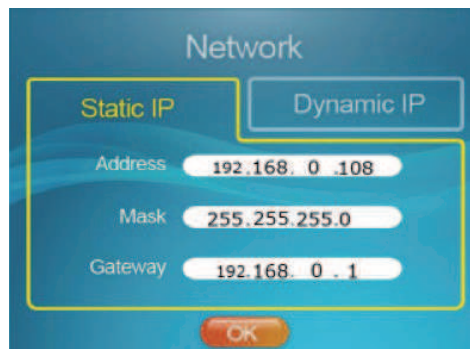 Network
Static IP
Dynamic IP
Address 192.168. 0 .108
Mask 255.255.255.0
Gateway 192.168. 0 . 1
OK